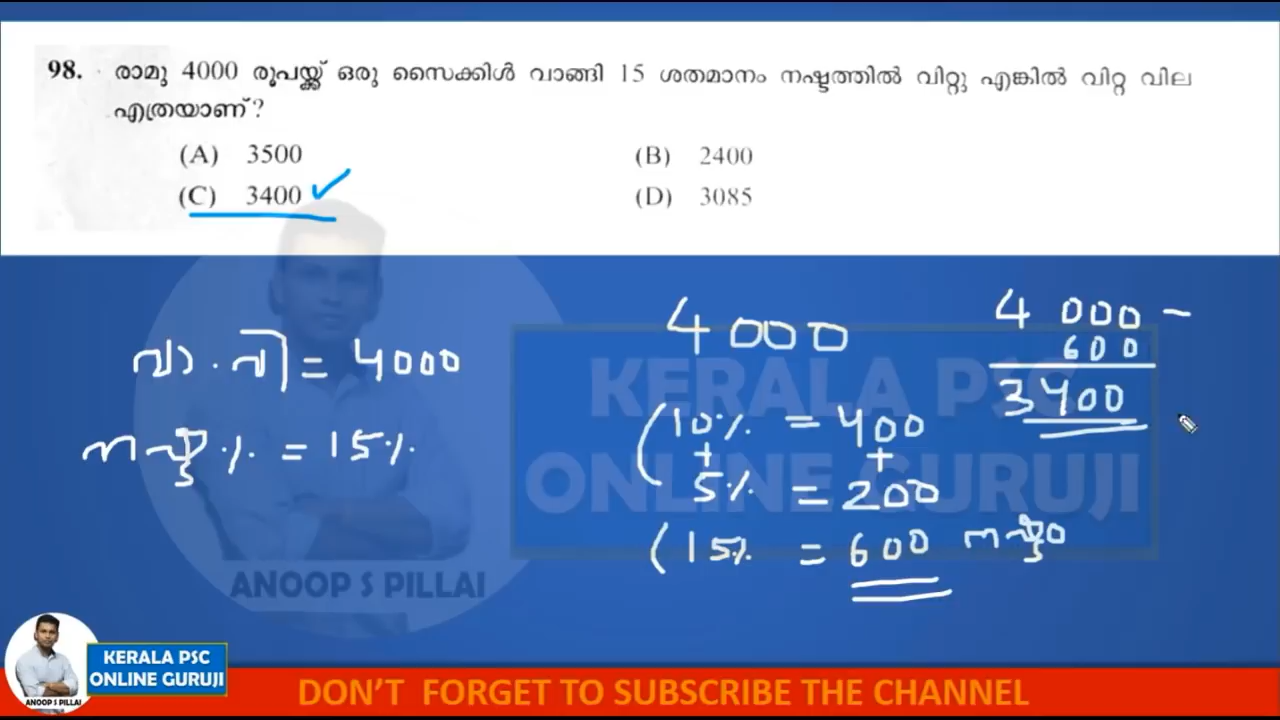 98. രാമു 4000 രൂപയ്ക്ക് ഒരു സൈക്കിൾ വാങ്ങി 15 ശതമാനം നഷ്ടത്തിൽ വിറ്റു എങ്കിൽ വിറ്റ വില
എത്രയാണ്?
(A) 3500 (B) 2400
(C) 3400 (D) 3085
വാ.വി = 4000
നഷ്ട % = 15%
4000
10% = 400
+ +
5% = 200
15% = 600 നഷ്ടം
4000 -
600
3400
KERALA PSC
ONLINE GURUJI
ANOOP S PILLAI
ANOOP S PILLAI
KERALA PSC
ONLINE GURUJI
DON'T FORGET TO SUBSCRIBE THE CHANNEL